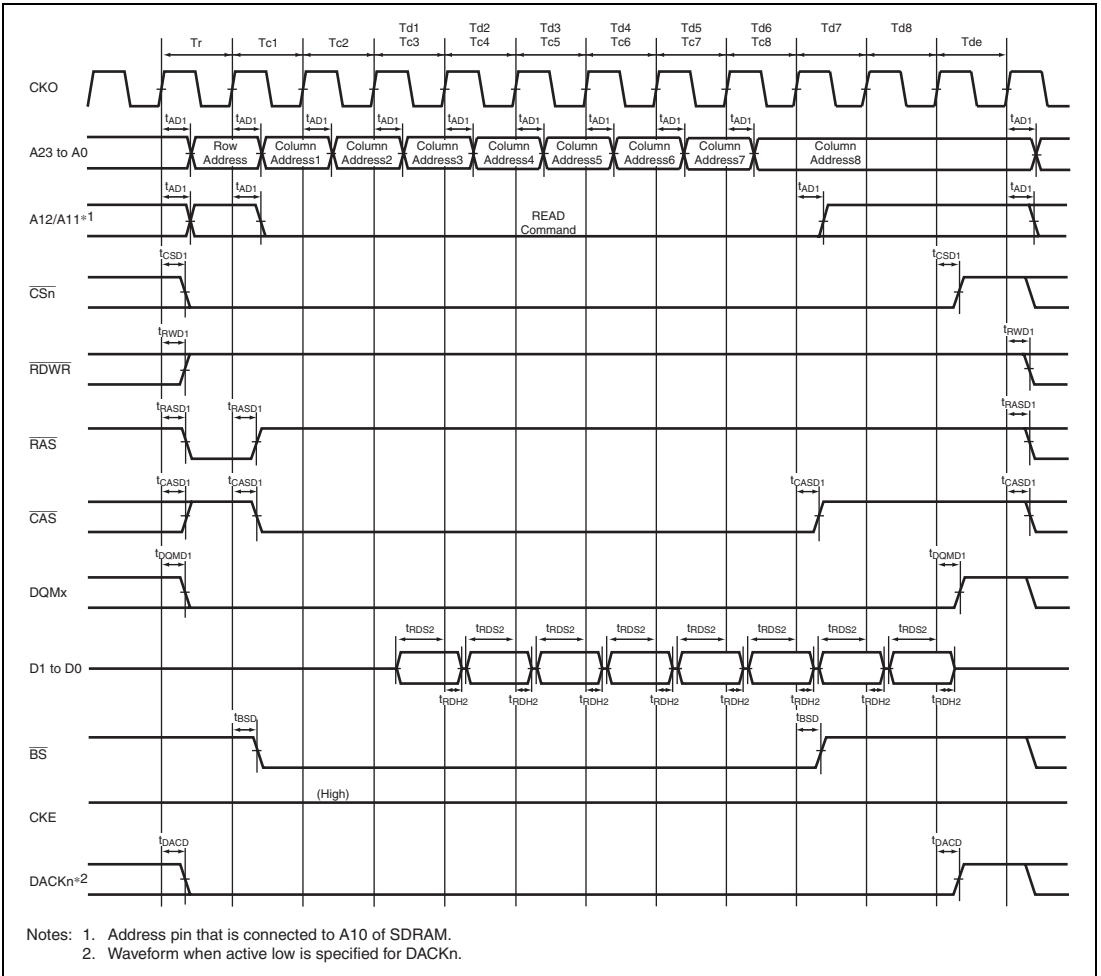 Td1 Td2 Td3 Td4 Td5 Td6
Tr Tc1 Tc2 Tc3 Tc4 Tc5 Tc6 Tc7 Tc8 Td7 Td8 Tde
CKO
tAD1 tAD1 tAD1 tAD1 tAD1 tAD1 tAD1 tAD1 tAD1 tAD1
A23 to A0
Row Address
Column Address1
Column Address2
Column Address3
Column Address4
Column Address5
Column Address6
Column Address7
Column Address8
tAD1 tAD1 tAD1 tAD1
A12/A11*1
READ Command
tCSD1 tCSD1
CSn
tRWD1 tRWD1
RDWR
tRASD1 tRASD1 tRASD1
RAS
tCASD1 tCASD1 tCASD1 tCASD1
CAS
tDQMD1 tDQMD1
DQMx
tRDS2 tRDS2 tRDS2 tRDS2 tRDS2 tRDS2 tRDS2 tRDS2
D1 to D0
tRDH2 tRDH2 tRDH2 tRDH2 tRDH2 tRDH2 tRDH2 tRDH2
tBSD tBSD
BS
(High)
CKE
tDACD tDACD
DACKn*2
Notes: 1. Address pin that is connected to A10 of SDRAM.
2. Waveform when active low is specified for DACKn.